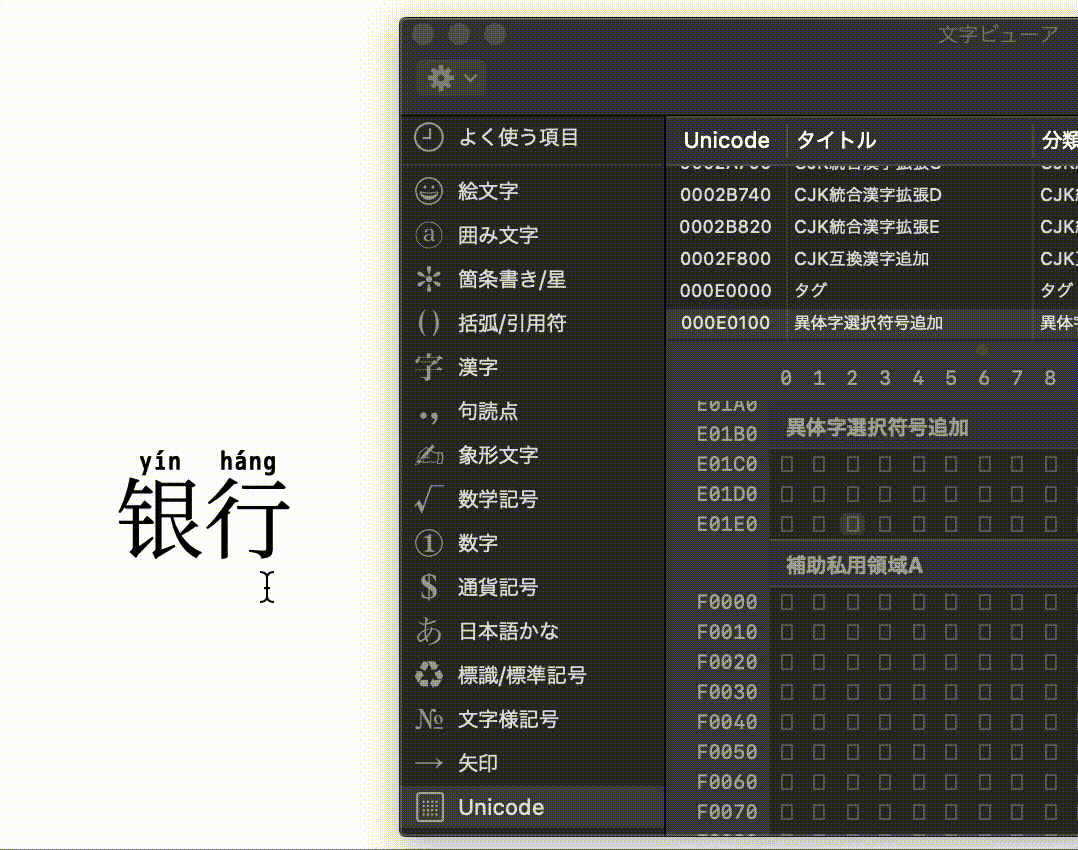 yín háng
银行
文字ビューア
よく使う項目
絵文字
囲み文字
箇条書き/星
括弧/引用符
漢字
句読点
象形文字
数学記号
数字
通貨記号
日本語かな
標識/標準記号
文字様記号
矢印
Unicode
Unicode タイトル 分類
0002B740 CJK統合漢字拡張D CJK
0002B820 CJK統合漢字拡張E CJK
0002F800 CJK互換漢字追加 CJK
000E0000 タグ タグ
000E0100 異体字選択符号追加 異体字
0 1 2 3 4 5 6 7 8
E01A0
異体字選択符号追加
E01B0
E01C0
E01D0
E01E0
補助私用領域A
F0000
F0010
F0020
F0030
F0040
F0050
F0060
F0070